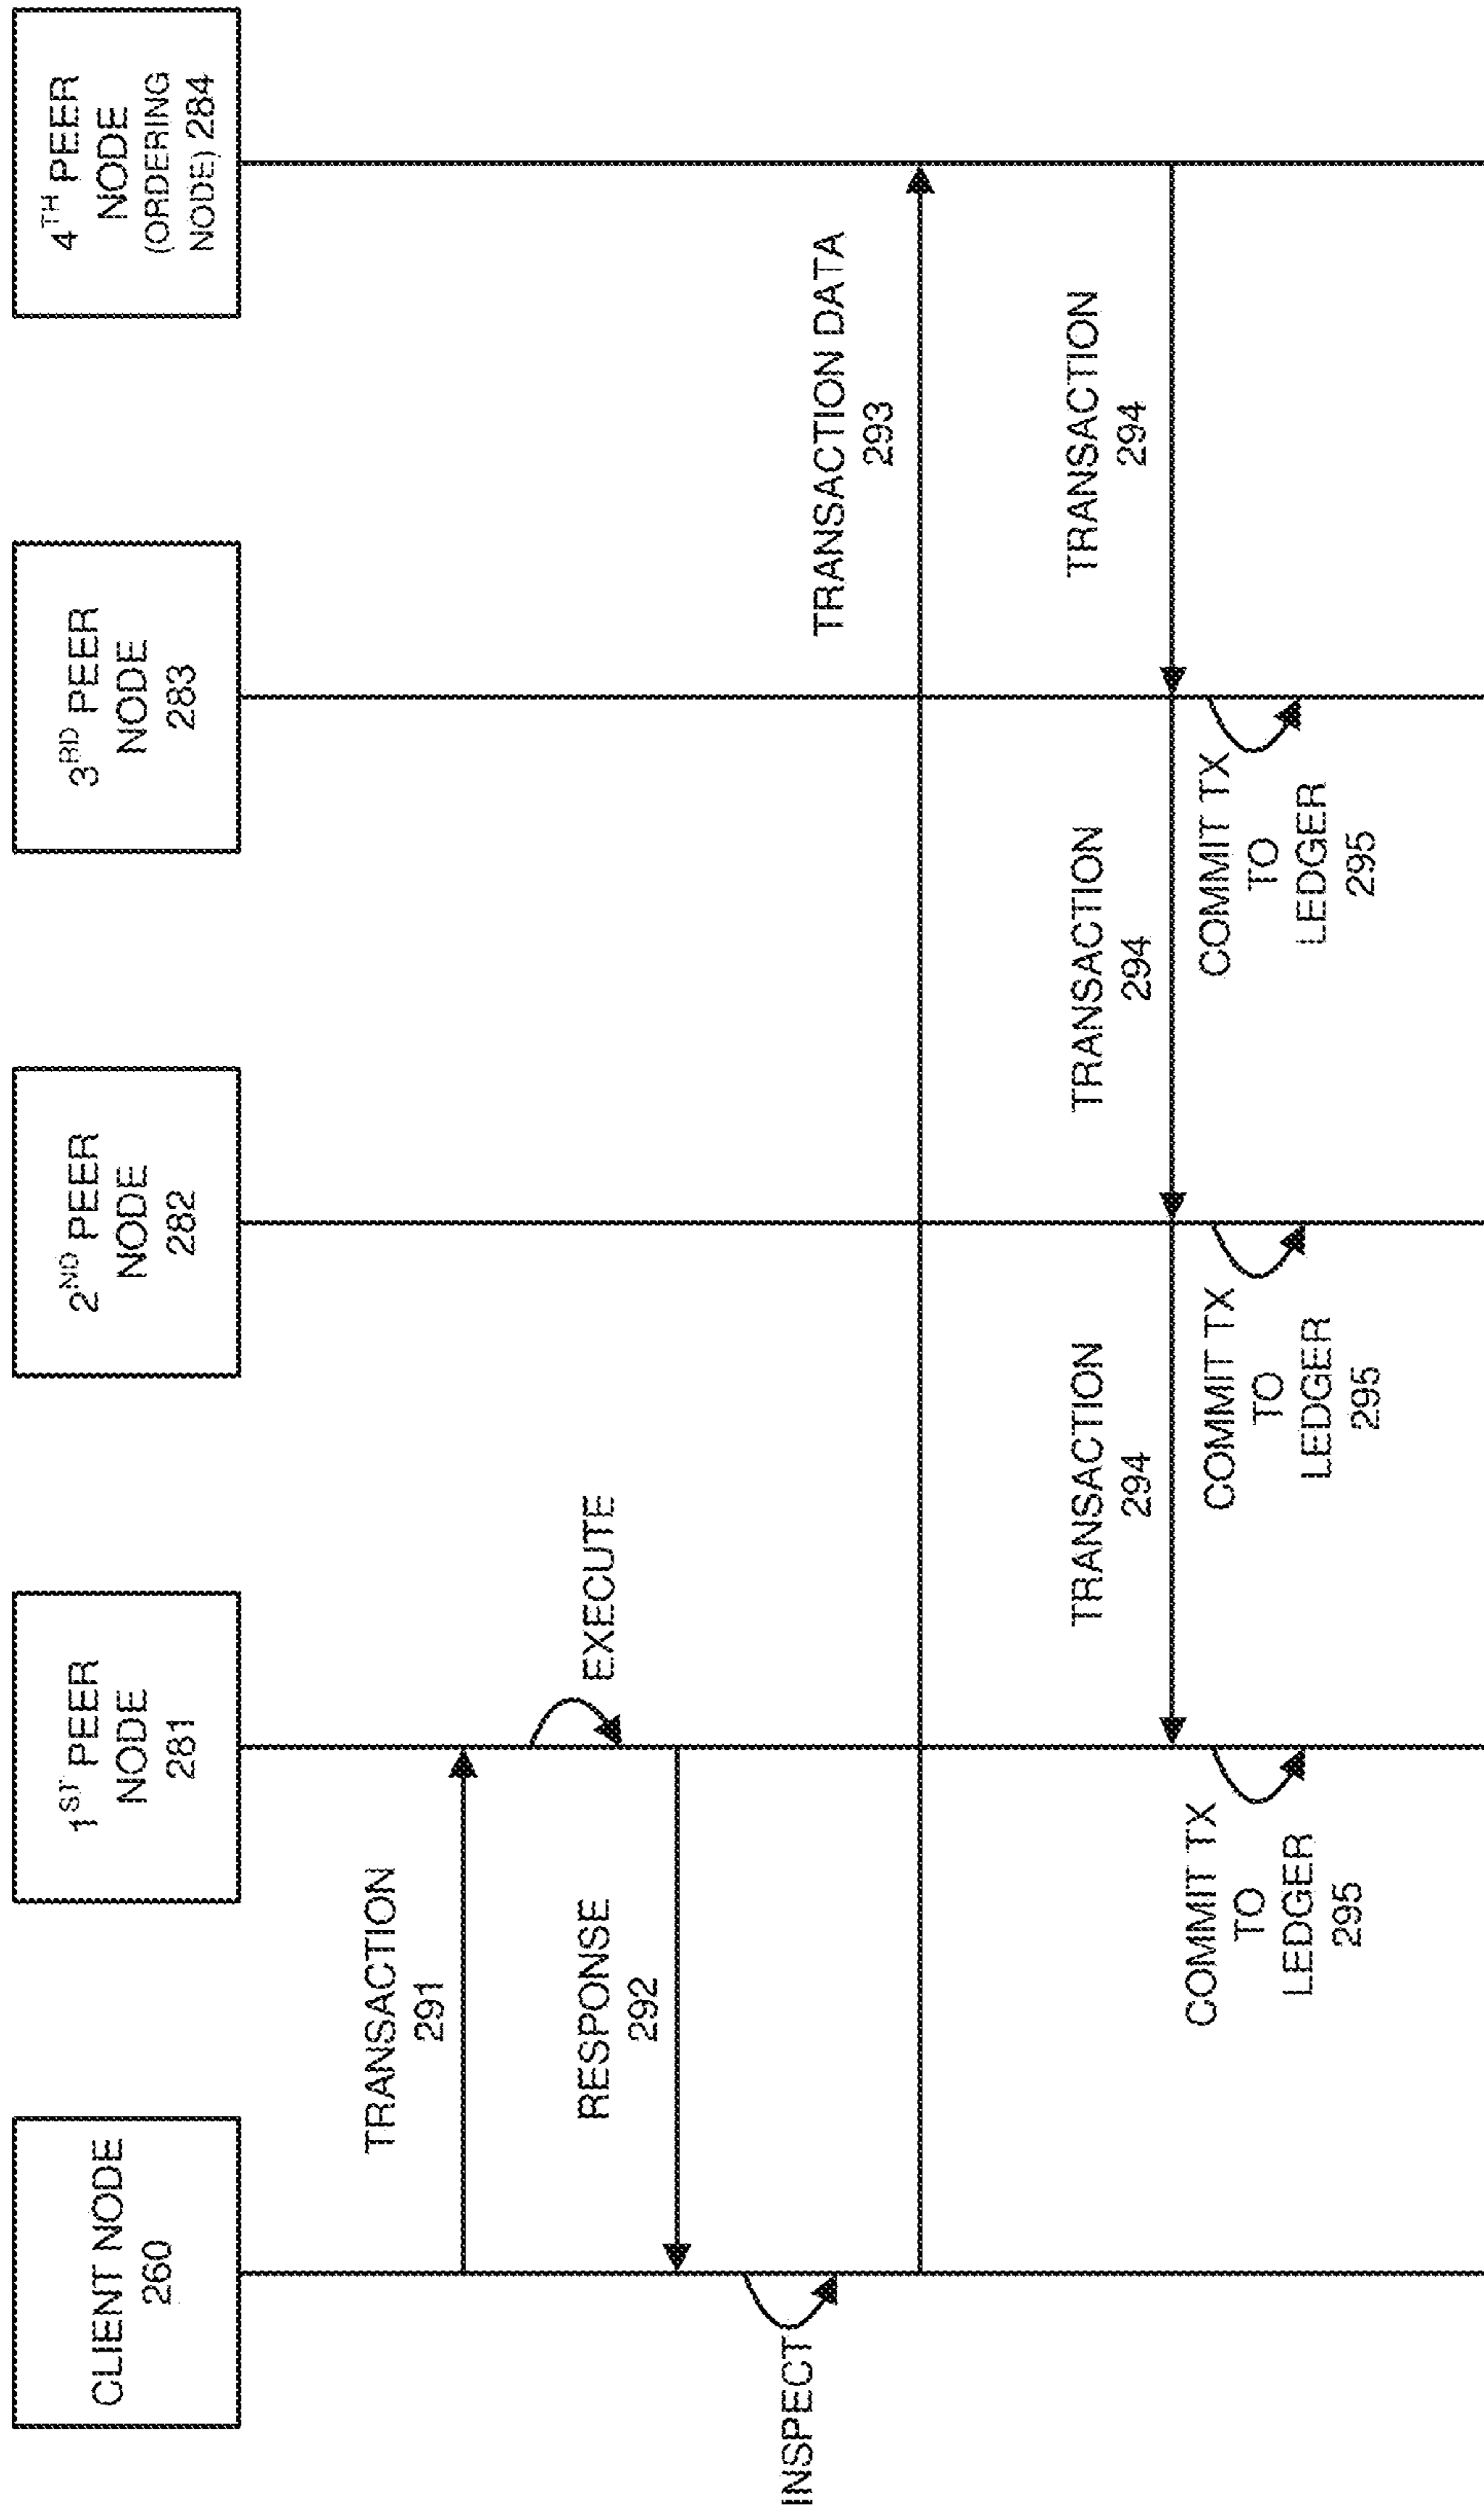 CLIENT NODE
260
1ST PEER
NODE
281
2ND PEER
NODE
282
3RD PEER
NODE
283
4TH PEER
NODE
(ORDERING
NODE) 284
TRANSACTION
291
EXECUTE
RESPONSE
292
INSPECT
TRANSACTION DATA
293
TRANSACTION
294
TRANSACTION
294
TRANSACTION
294
COMMIT TX
TO
LEDGER
295
COMMIT TX
TO
LEDGER
295
COMMIT TX
TO
LEDGER
295